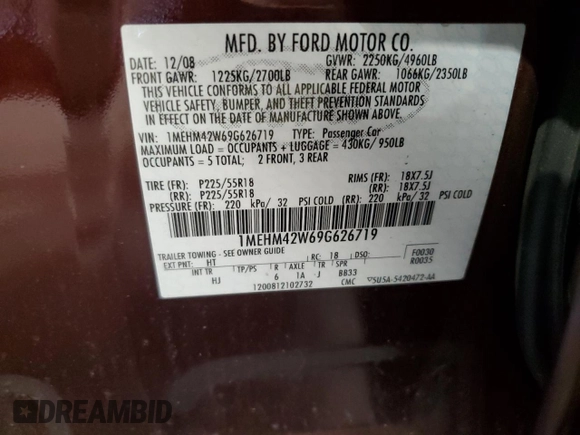 MFD. BY FORD MOTOR CO.
DATE: 12/08 GVWR: 2250KG/4960LB
FRONT GAWR: 1225KG/2700LB REAR GAWR: 1066KG/2350LB
THIS VEHICLE CONFORMS TO ALL APPLICABLE FEDERAL MOTOR
VEHICLE SAFETY, BUMPER, AND THEFT PREVENTION STANDARDS
IN EFFECT ON THE DATE OF MANUFACTURE SHOWN ABOVE.
VIN: 1MEHM42W69G626719 TYPE: Passenger Car
MAXIMUM LOAD = OCCUPANTS + LUGGAGE = 430KG/950LB
OCCUPANTS = 5 TOTAL; 2 FRONT, 3 REAR
TIRE (FR): P225/55R18 RIMS (FR): 18X7.5J
(RR): P225/55R18 (RR): 18X7.5J
PRESSURE (FR): 220 kPa/ 32 PSI COLD (RR): 220 kPa/ 32 PSI COLD
1MEHM42W69G626719
TRAILER TOWING - SEE OWNER GUIDE
EXT PNT: HT RC: 18 DSO: F0030
R0035
INT TR TP/PS R AXLE TR SPR
HJ 6 1A J BB33
1200812102732 CMC 5U5A-5420472-AA
DREAMBID